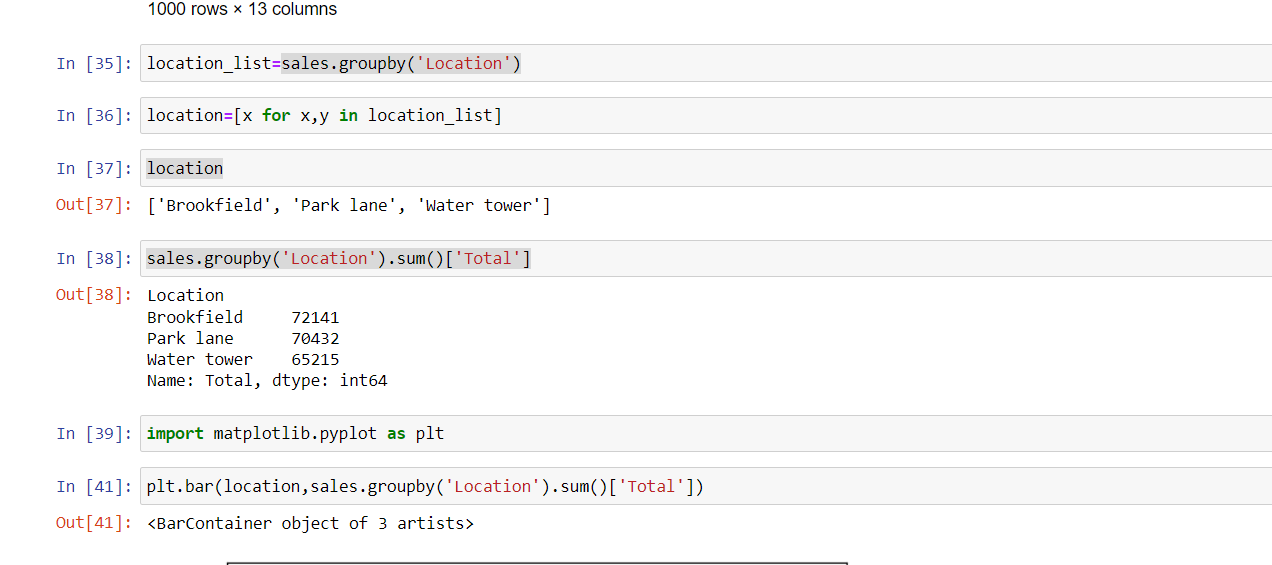 1000 rows × 13 columns
In [35]: location_list=sales.groupby('Location')
In [36]: location=[x for x,y in location_list]
In [37]: location
Out[37]: ['Brookfield', 'Park lane', 'Water tower']
In [38]: sales.groupby('Location').sum()['Total']
Out[38]: Location
Brookfield     72141
Park lane      70432
Water tower    65215
Name: Total, dtype: int64
In [39]: import matplotlib.pyplot as plt
In [41]: plt.bar(location,sales.groupby('Location').sum()['Total'])
Out[41]: <BarContainer object of 3 artists>